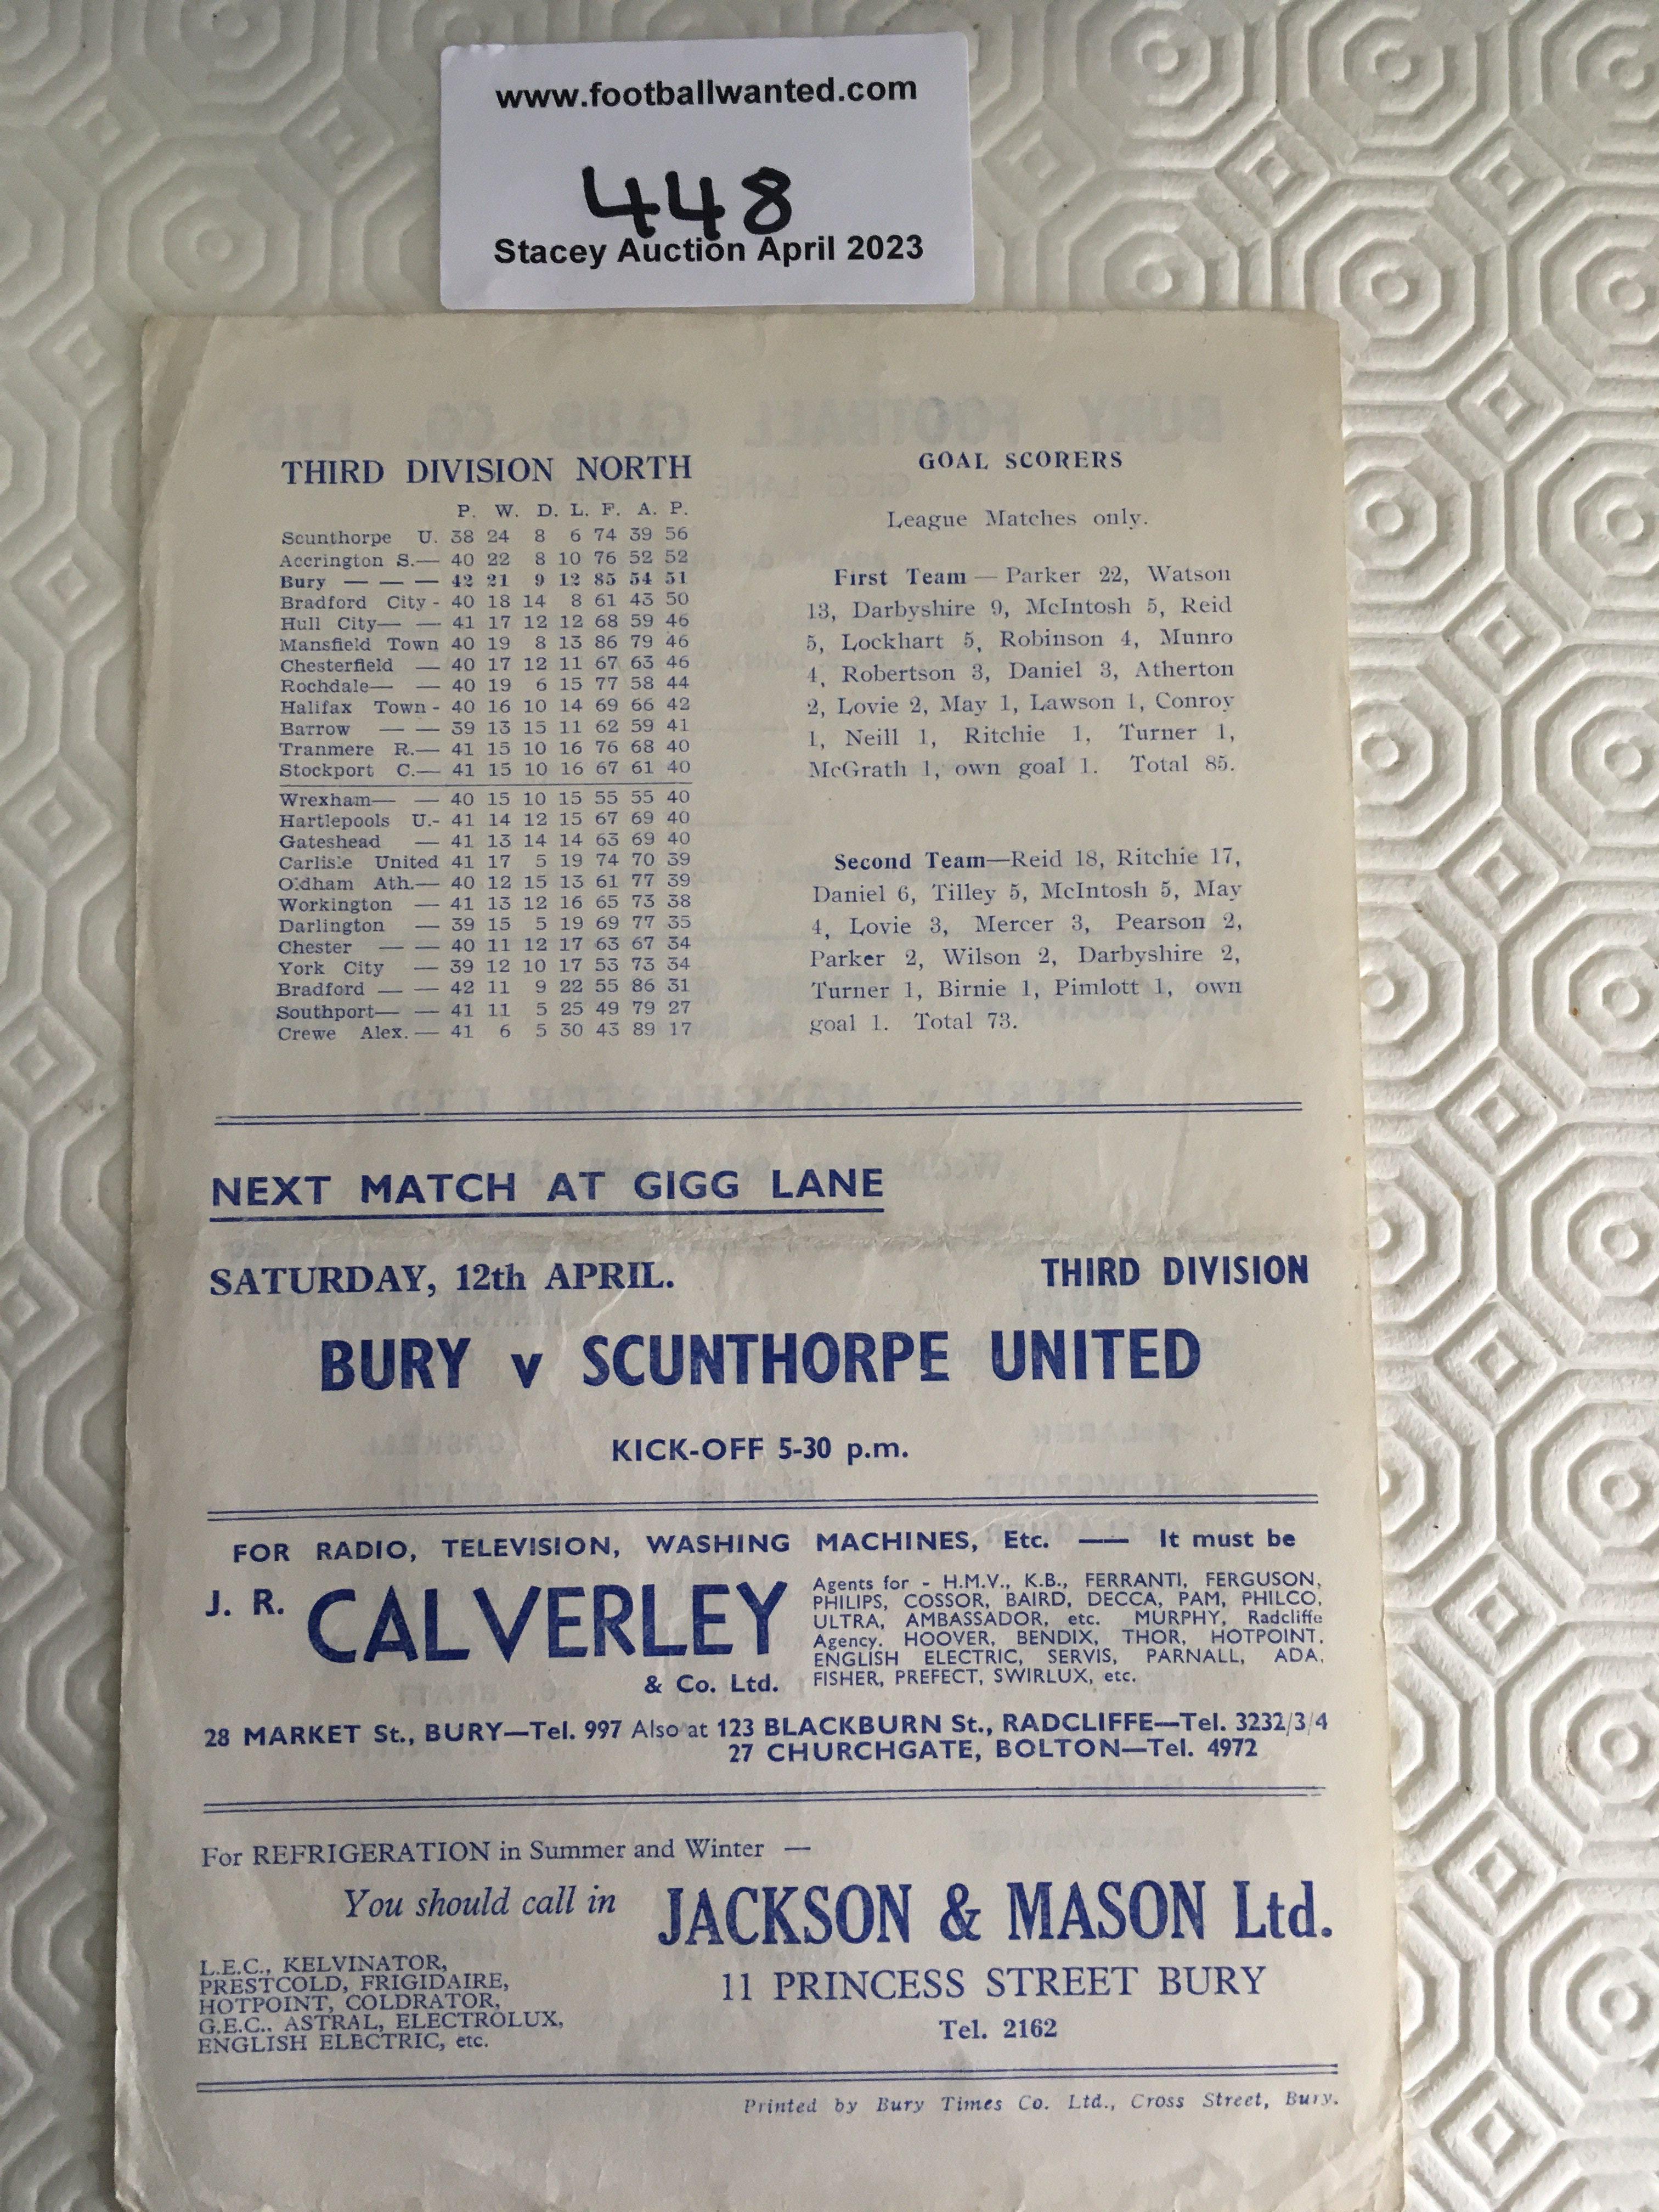 www.footballwanted.com
448
Stacey Auction April 2023
THIRD DIVISION NORTH
P. W. D. L. F. A. P.
Scunthorpe U. 38 24 8 6 74 39 56
Accrington S.— 40 22 8 10 76 52 52
Bury — — — 42 21 9 12 85 54 51
Bradford City - 40 18 14 8 61 43 50
Hull City— — 41 17 12 12 68 59 46
Mansfield Town 40 19 8 13 86 79 46
Chesterfield — 40 17 12 11 67 63 46
Rochdale— — 40 19 6 15 77 58 44
Halifax Town - 40 16 10 14 69 66 42
Barrow — — 39 13 15 11 62 59 41
Tranmere R.— 41 15 10 16 76 68 40
Stockport C.— 41 15 10 16 67 61 40
Wrexham— — 40 15 10 15 55 55 40
Hartlepools U.- 41 14 12 15 67 69 40
Gateshead — 41 13 14 14 63 69 40
Carlisle United 41 17 5 19 74 70 39
Oldham Ath.— 40 12 15 13 61 77 39
Workington — 41 13 12 16 65 73 38
Darlington — 39 15 5 19 69 77 35
Chester — — 40 11 12 17 63 67 34
York City — 39 12 10 17 53 73 34
Bradford — — 42 11 9 22 55 86 31
Southport— — 41 11 5 25 49 79 27
Crewe Alex. — 41 6 5 30 43 89 17
GOAL SCORERS
League Matches only.
First Team — Parker 22, Watson
13, Darbyshire 9, McIntosh 5, Reid
5, Lockhart 5, Robinson 4, Munro
4, Robertson 3, Daniel 3, Atherton
2, Lovie 2, May 1, Lawson 1, Conroy
1, Neill 1, Ritchie 1, Turner 1,
McGrath 1, own goal 1. Total 85.
Second Team—Reid 18, Ritchie 17,
Daniel 6, Tilley 5, McIntosh 5, May
4, Lovie 3, Mercer 3, Pearson 2,
Parker 2, Wilson 2, Darbyshire 2,
Turner 1, Birnie 1, Pimlott 1, own
goal 1. Total 73.
NEXT MATCH AT GIGG LANE
SATURDAY, 12th APRIL. THIRD DIVISION
BURY v SCUNTHORPE UNITED
KICK-OFF 5-30 p.m.
FOR RADIO, TELEVISION, WASHING MACHINES, Etc. —— It must be
J. R. CALVERLEY
& Co. Ltd.
Agents for - H.M.V., K.B., FERRANTI, FERGUSON,
PHILIPS, COSSOR, BAIRD, DECCA, PAM, PHILCO,
ULTRA, AMBASSADOR, etc. MURPHY, Radcliffe
Agency. HOOVER, BENDIX, THOR, HOTPOINT,
ENGLISH ELECTRIC, SERVIS, PARNALL, ADA,
FISHER, PREFECT, SWIRLUX, etc.
28 MARKET St., BURY—Tel. 997 Also at 123 BLACKBURN St., RADCLIFFE—Tel. 3232/3/4
27 CHURCHGATE, BOLTON—Tel. 4972
For REFRIGERATION in Summer and Winter —
You should call in JACKSON & MASON Ltd.
L.E.C., KELVINATOR,
PRESTCOLD, FRIGIDAIRE,
HOTPOINT, COLDRATOR,
G.E.C., ASTRAL, ELECTROLUX,
ENGLISH ELECTRIC, etc.
11 PRINCESS STREET BURY
Tel. 2162
Printed by Bury Times Co. Ltd., Cross Street, Bury.